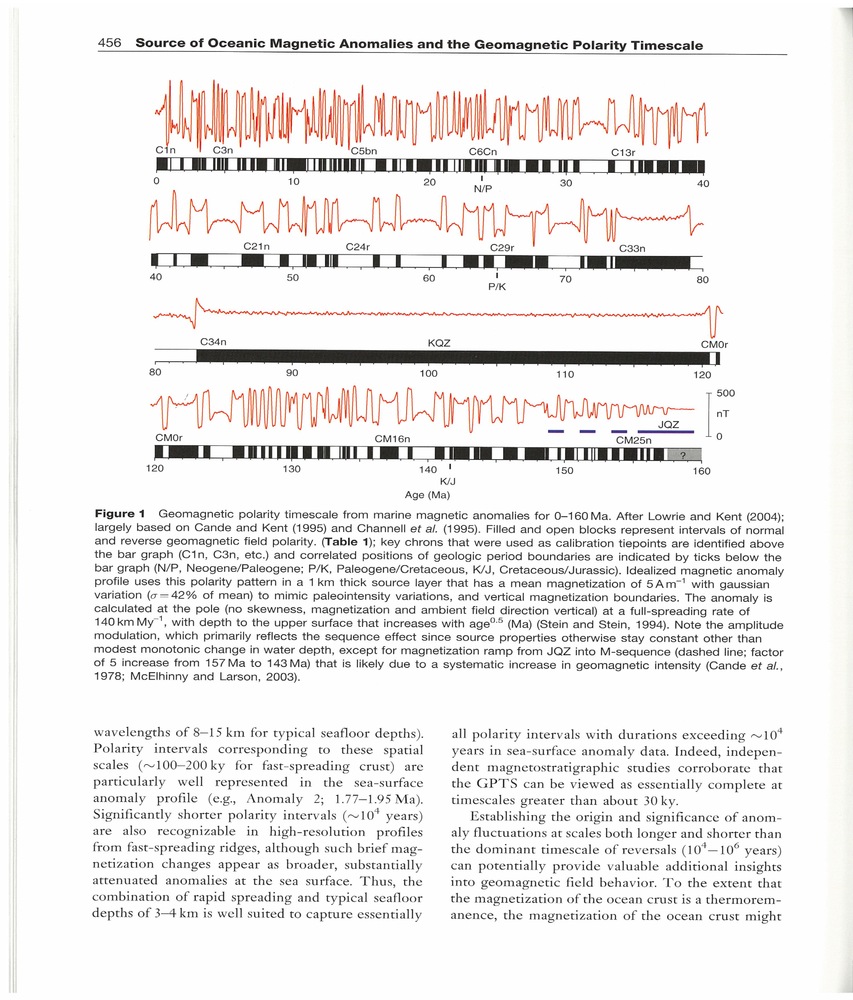 456 Source of Oceanic Magnetic Anomalies and the Geomagnetic Polarity Timescale
C1n C3n C5bn C6Cn C13r
0 10 20 30 40
N/P
C21n C24r C29r C33n
40 50 60 70 80
P/K
C34n KQZ CM0r
80 90 100 110 120
500
nT
JQZ
0
CM0r CM16n CM25n
?
120 130 140 150 160
K/J
Age (Ma)
Figure 1 Geomagnetic polarity timescale from marine magnetic anomalies for 0–160 Ma. After Lowrie and Kent (2004);
largely based on Cande and Kent (1995) and Channell et al. (1995). Filled and open blocks represent intervals of normal
and reverse geomagnetic field polarity. (Table 1); key chrons that were used as calibration tiepoints are identified above
the bar graph (C1n, C3n, etc.) and correlated positions of geologic period boundaries are indicated by ticks below the
bar graph (N/P, Neogene/Paleogene; P/K, Paleogene/Cretaceous, K/J, Cretaceous/Jurassic). Idealized magnetic anomaly
profile uses this polarity pattern in a 1 km thick source layer that has a mean magnetization of 5 A m⁻¹ with gaussian
variation (σ = 42% of mean) to mimic paleointensity variations, and vertical magnetization boundaries. The anomaly is
calculated at the pole (no skewness, magnetization and ambient field direction vertical) at a full-spreading rate of
140 km My⁻¹, with depth to the upper surface that increases with age⁰·⁵ (Ma) (Stein and Stein, 1994). Note the amplitude
modulation, which primarily reflects the sequence effect since source properties otherwise stay constant other than
modest monotonic change in water depth, except for magnetization ramp from JQZ into M-sequence (dashed line; factor
of 5 increase from 157 Ma to 143 Ma) that is likely due to a systematic increase in geomagnetic intensity (Cande et al.,
1978; McElhinny and Larson, 2003).
wavelengths of 8–15 km for typical seafloor depths).
Polarity intervals corresponding to these spatial
scales (∼100–200 ky for fast-spreading crust) are
particularly well represented in the sea-surface
anomaly profile (e.g., Anomaly 2; 1.77–1.95 Ma).
Significantly shorter polarity intervals (∼10⁴ years)
are also recognizable in high-resolution profiles
from fast-spreading ridges, although such brief mag-
netization changes appear as broader, substantially
attenuated anomalies at the sea surface. Thus, the
combination of rapid spreading and typical seafloor
depths of 3–4 km is well suited to capture essentially
all polarity intervals with durations exceeding ∼10⁴
years in sea-surface anomaly data. Indeed, indepen-
dent magnetostratigraphic studies corroborate that
the GPTS can be viewed as essentially complete at
timescales greater than about 30 ky.
Establishing the origin and significance of anom-
aly fluctuations at scales both longer and shorter than
the dominant timescale of reversals (10⁴–10⁶ years)
can potentially provide valuable additional insights
into geomagnetic field behavior. To the extent that
the magnetization of the ocean crust is a thermorem-
anence, the magnetization of the ocean crust might